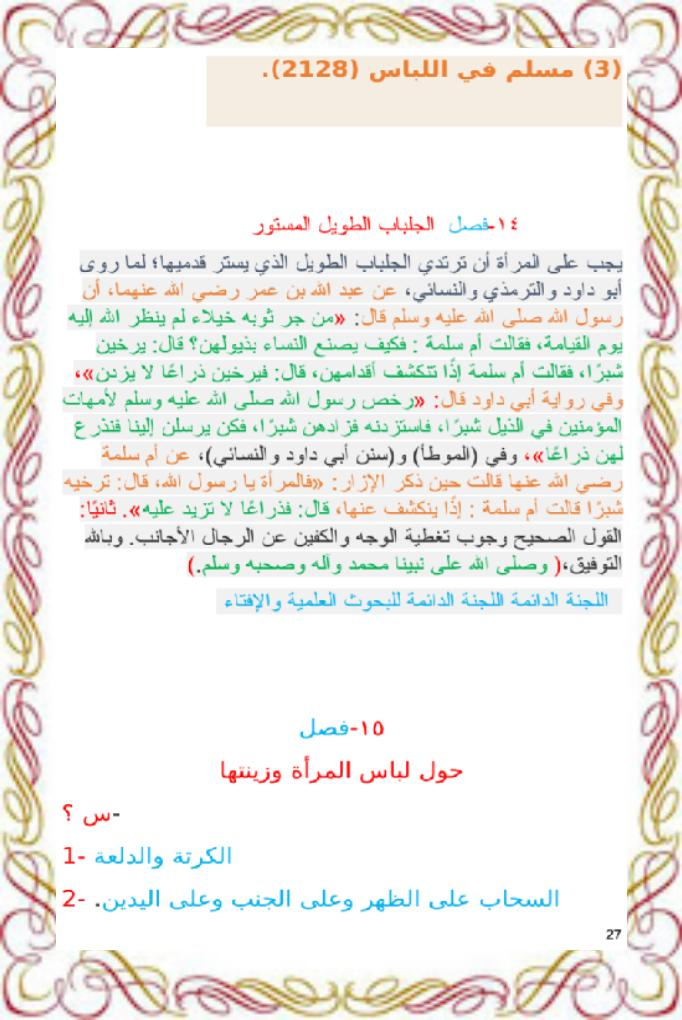 (3) مسلم في اللباس (2128).
١٤-فصل الجلباب الطويل المستور
يجب على المرأة أن ترتدي الجلباب الطويل الذي يستر قدميها؛ لما روى
أبو داود والترمذي والنسائي، عن عبد الله بن عمر رضي الله عنهما، أن
رسول الله صلى الله عليه وسلم قال: «من جر ثوبه خيلاء لم ينظر الله إليه
يوم القيامة، فقالت أم سلمة : فكيف يصنع النساء بذيولهن؟ قال: يرخين
شبرًا، فقالت أم سلمة إذًا تنكشف أقدامهن، قال: فيرخين ذراعًا لا يزدن»،
وفي رواية أبي داود قال: «رخص رسول الله صلى الله عليه وسلم لأمهات
المؤمنين في الذيل شبرًا، فاستزدنه فزادهن شبرًا، فكن يرسلن إلينا فنذرع
لهن ذراعًا»، وفي (الموطأ) و(سنن أبي داود والنسائي)، عن أم سلمة
رضي الله عنها قالت حين ذكر الإزار: «فالمرأة يا رسول الله، قال: ترخيه
شبرًا قالت أم سلمة : إذًا ينكشف عنها، قال: فذراعًا لا تزيد عليه». ثانيًا:
القول الصحيح وجوب تغطية الوجه والكفين عن الرجال الأجانب. وبالله
التوفيق،( وصلى الله على نبينا محمد وآله وصحبه وسلم.)
اللجنة الدائمة اللجنة الدائمة للبحوث العلمية والإفتاء
١٥-فصل
حول لباس المرأة وزينتها
-س ؟
1- الكرتة والدلعة
2- السحاب على الظهر وعلى الجنب وعلى اليدين.
27